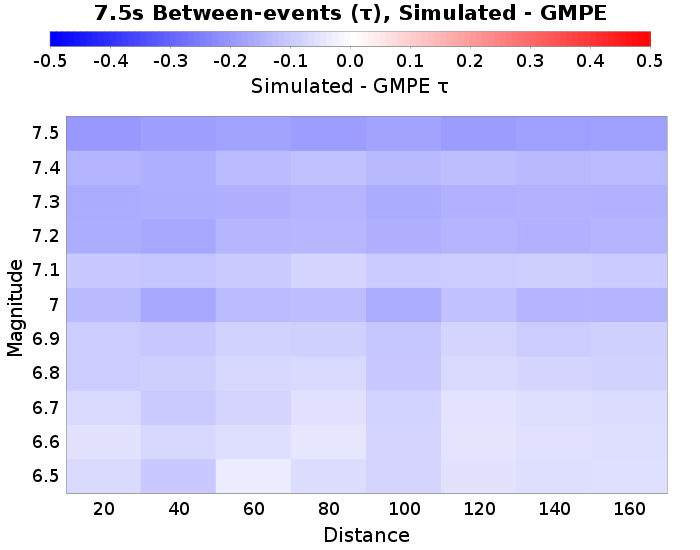 7.5s Between-events (τ), Simulated - GMPE
-0.5 -0.4 -0.3 -0.2 -0.1 0.0 0.1 0.2 0.3 0.4 0.5
Simulated - GMPE τ
7.5
7.4
7.3
7.2
7.1
7
6.9
6.8
6.7
6.6
6.5
Magnitude
20 40 60 80 100 120 140 160
Distance